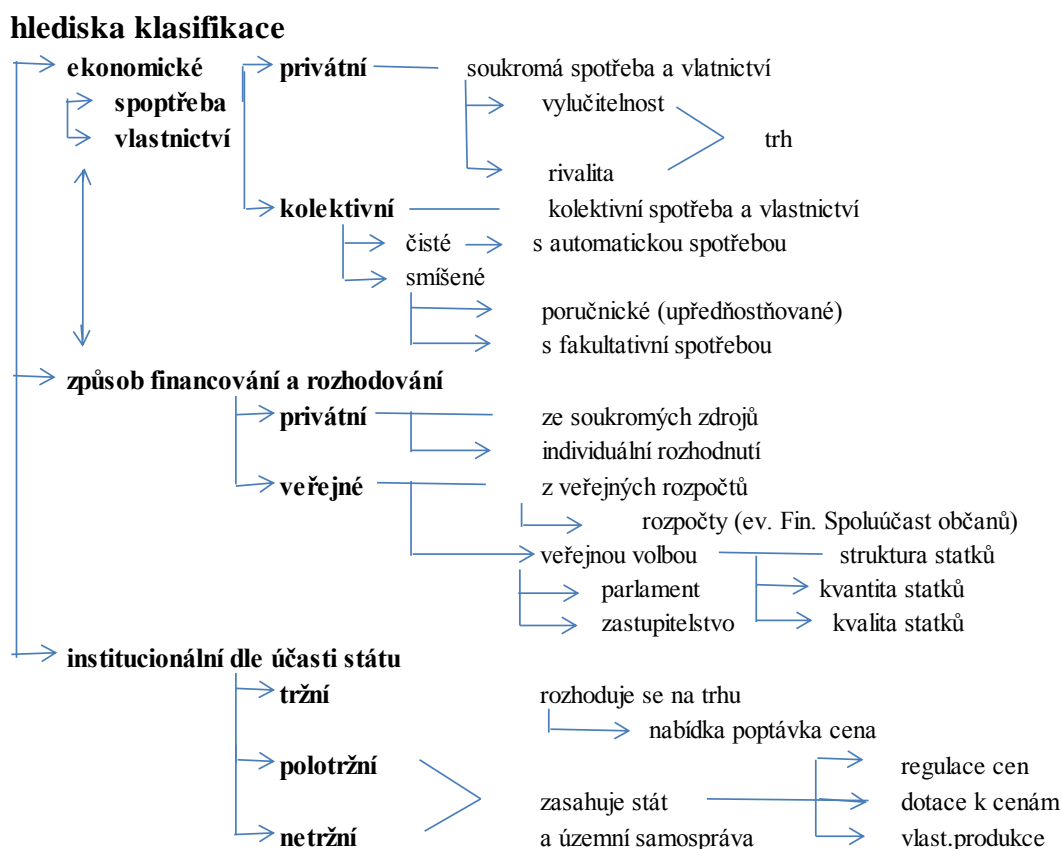 hlediska klasifikace
ekonomické privátní soukromá spotřeba a vlatnictví
spoptřeba vylučitelnost
vlastnictví trh
rivalita
kolektivní kolektivní spotřeba a vlastnictví
čisté s automatickou spotřebou
smíšené
poručnické (upředňostňované)
s fakultativní spotřebou
způsob financování a rozhodování
privátní ze soukromých zdrojů
individuální rozhodnutí
veřejné z veřejných rozpočtů
rozpočty (ev. Fin. Spoluúčast občanů)
veřejnou volbou struktura statků
parlament kvantita statků
zastupitelstvo kvalita statků
institucionální dle účasti státu
tržní rozhoduje se na trhu
nabídka poptávka cena
polotržní regulace cen
zasahuje stát dotace k cenám
netržní a územní samospráva vlast.produkce